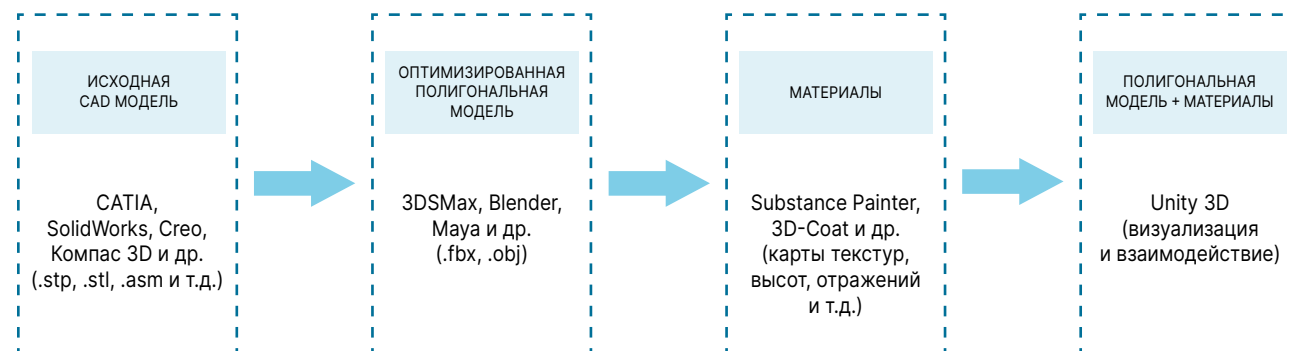 ИСХОДНАЯ
CAD МОДЕЛЬ
CATIA,
SolidWorks, Creo,
Компас 3D и др.
(.stp, .stl, .asm и т.д.)
ОПТИМИЗИРОВАННАЯ
ПОЛИГОНАЛЬНАЯ
МОДЕЛЬ
3DSMax, Blender,
Maya и др.
(.fbx, .obj)
МАТЕРИАЛЫ
Substance Painter,
3D-Coat и др.
(карты текстур,
высот, отражений
и т.д.)
ПОЛИГОНАЛЬНАЯ
МОДЕЛЬ + МАТЕРИАЛЫ
Unity 3D
(визуализация
и взаимодействие)